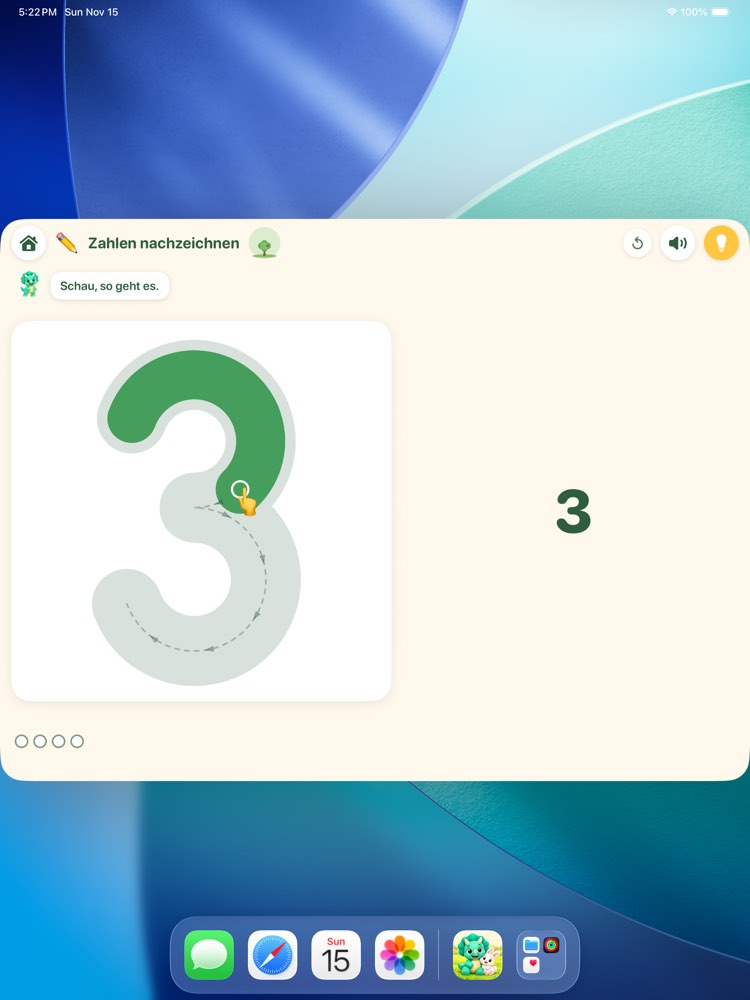 5:22 PM Sun Nov 15
100%
Zahlen nachzeichnen
Schau, so geht es.
3
3
Sun
15